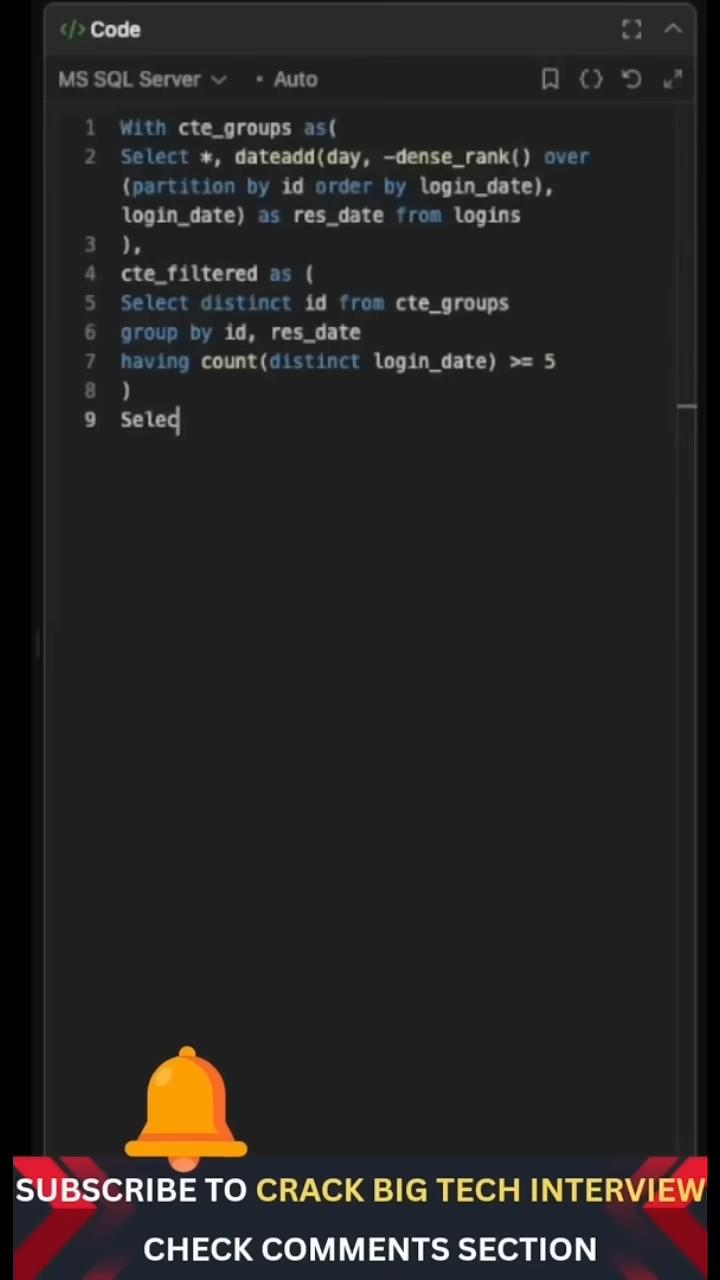 </> Code
MS SQL Server • Auto
1 With cte_groups as(
2 Select *, dateadd(day, -dense_rank() over
(partition by id order by login_date),
login_date) as res_date from logins
3 ),
4 cte_filtered as (
5 Select distinct id from cte_groups
6 group by id, res_date
7 having count(distinct login_date) >= 5
8 )
9 Selec
SUBSCRIBE TO CRACK BIG TECH INTERVIEW
CHECK COMMENTS SECTION